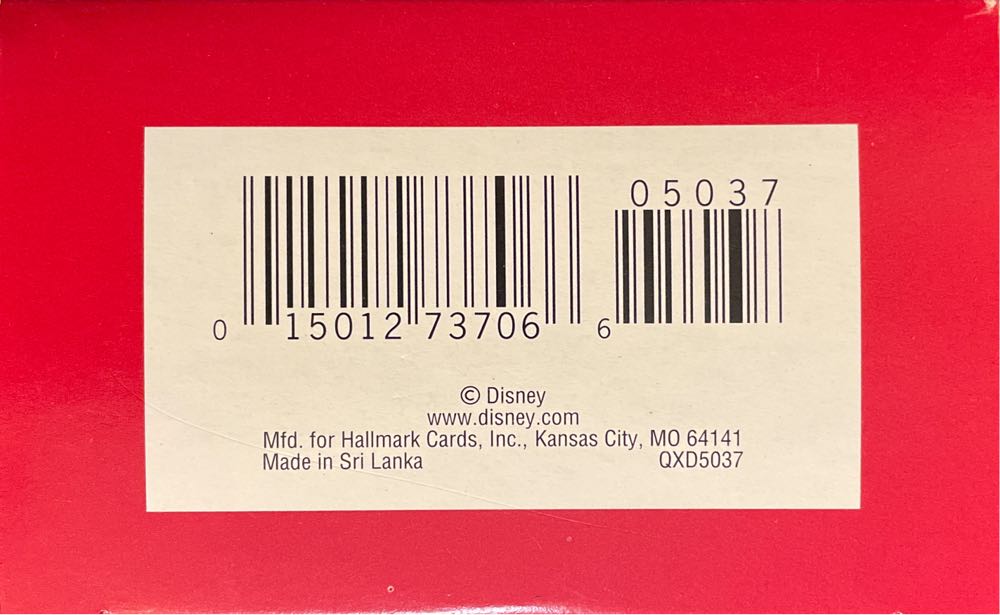 05037
0 15012 73706 6
© Disney
www.disney.com
Mfd. for Hallmark Cards, Inc., Kansas City, MO 64141
Made in Sri Lanka QXD5037